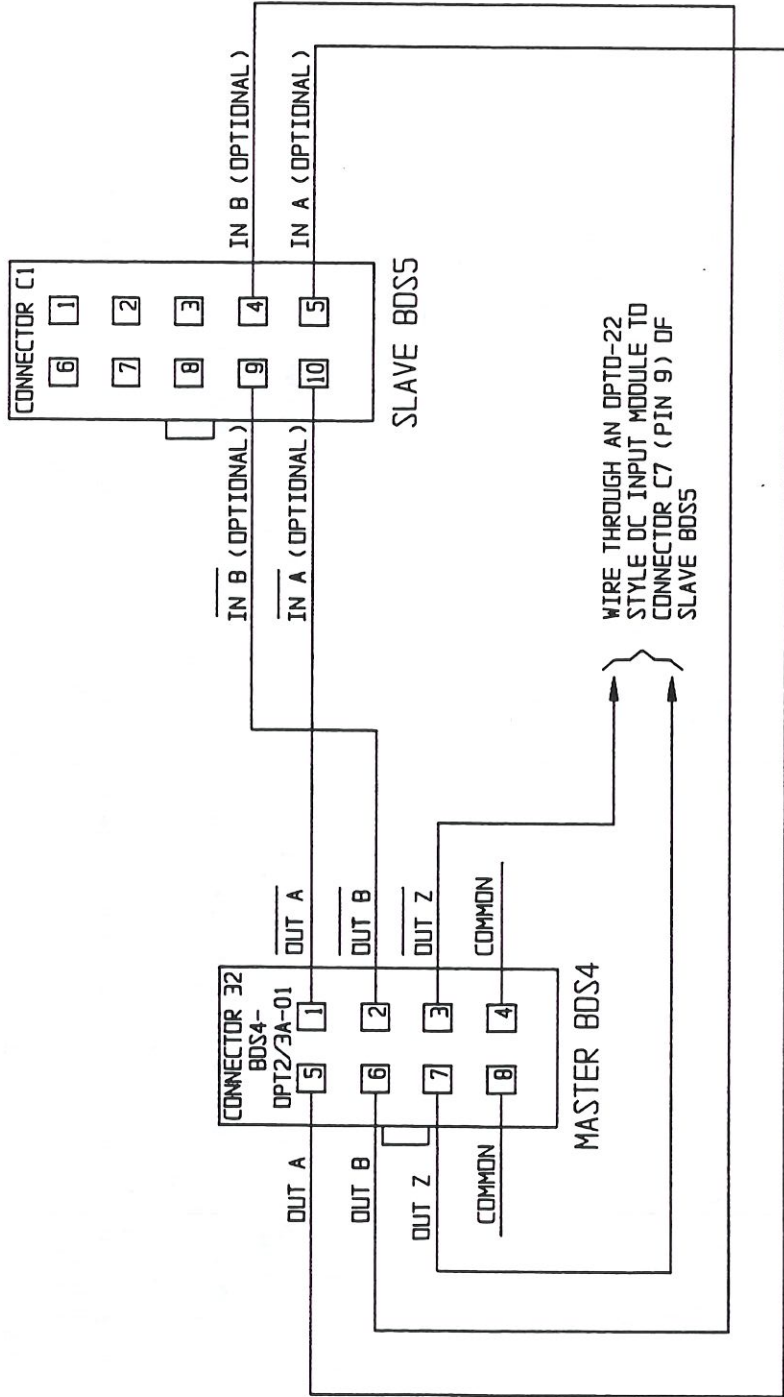 CONNECTOR C1
6
1
7
2
8
3
9
4
10
5
IN B (OPTIONAL)
IN A (OPTIONAL)
IN B (OPTIONAL)
IN A (OPTIONAL)
SLAVE BDS5
CONNECTOR 32
BDS4-
OPT2/3A-01
5
1
6
2
7
3
8
4
OUT A
OUT B
OUT Z
COMMON
OUT A
OUT B
OUT Z
COMMON
MASTER BDS4
WIRE THROUGH AN OPTO-22
STYLE DC INPUT MODULE TO
CONNECTOR C7 (PIN 9) OF
SLAVE BDS5